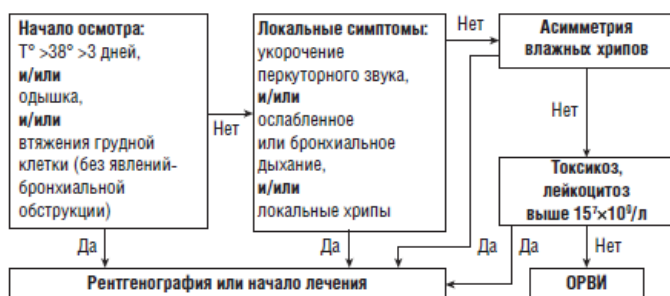 Начало осмотра:
Т° >38° >3 дней,
и/или
одышка,
и/или
втяжения грудной
клетки (без явлений-
бронхиальной
обструкции)
Да
Нет
Локальные симптомы:
укорочение
перкуторного звука,
и/или
ослабленное
или бронхиальное
дыхание,
и/или
локальные хрипы
Да
Нет
Асимметрия
влажных хрипов
Да
Нет
Токсикоз,
лейкоцитоз
выше 15⁷×10⁹/л
Да
Нет
Рентгенография или начало лечения
ОРВИ